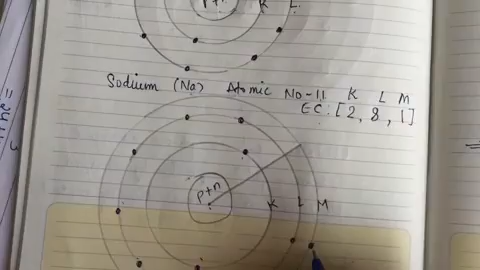 P+n K L
Sodium (Na) Atomic No-11 K L M
EC: [2, 8, 1]
P+n
K L M